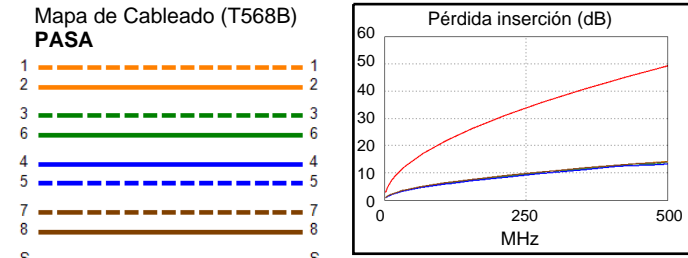 Mapa de Cableado (T568B)
PASA
1 1
2 2
3 3
6 6
4 4
5 5
7 7
8 8
S S
Pérdida inserción (dB)
60
50
40
30
20
10
0
0 250 500
MHz